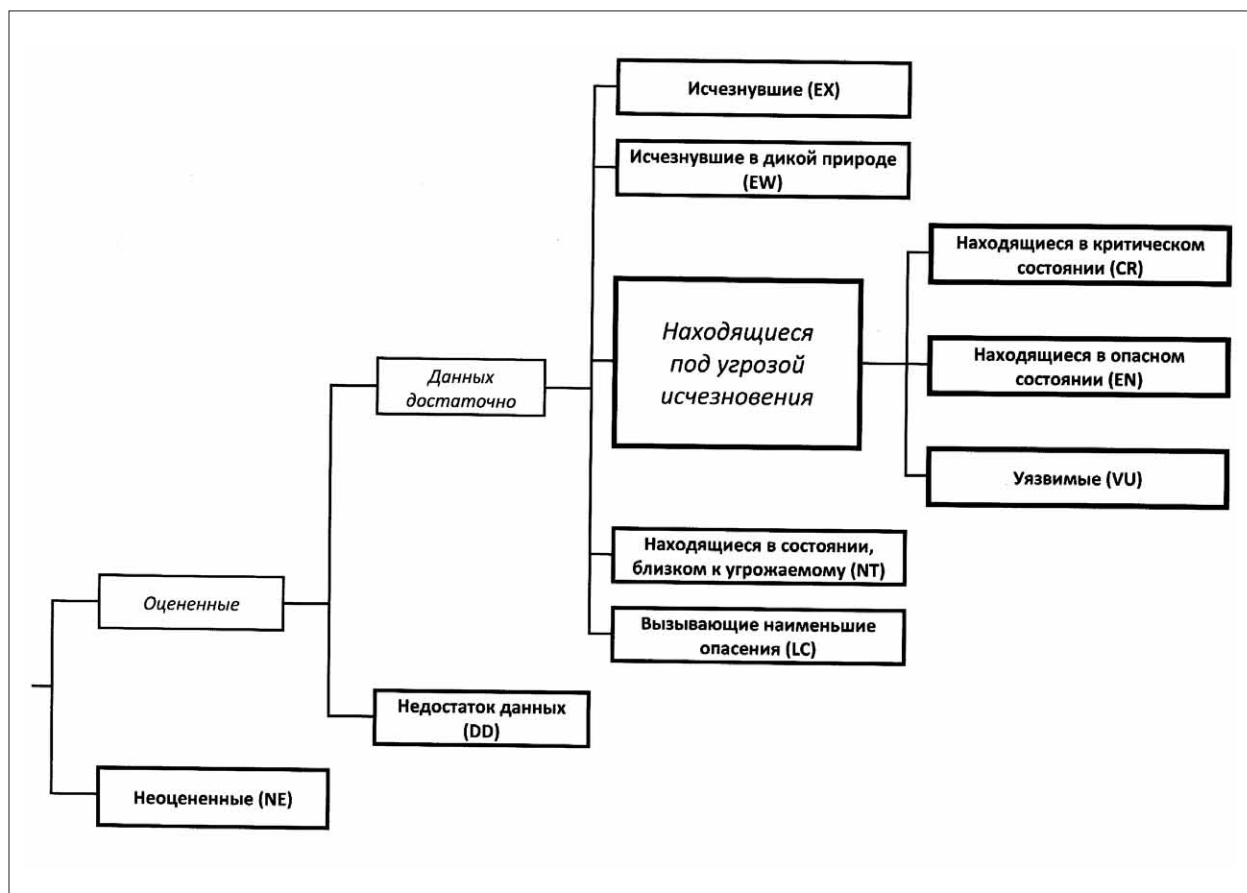 Исчезнувшие (EX)
Исчезнувшие в дикой природе
(EW)
Находящиеся в критическом
состоянии (CR)
Находящиеся
под угрозой
исчезновения
Находящиеся в опасном
состоянии (EN)
Данных
достаточно
Уязвимые (VU)
Находящиеся в состоянии,
близком к угрожаемому (NT)
Оцененные
Вызывающие наименьшие
опасения (LC)
Недостаток данных
(DD)
Неоцененные (NE)